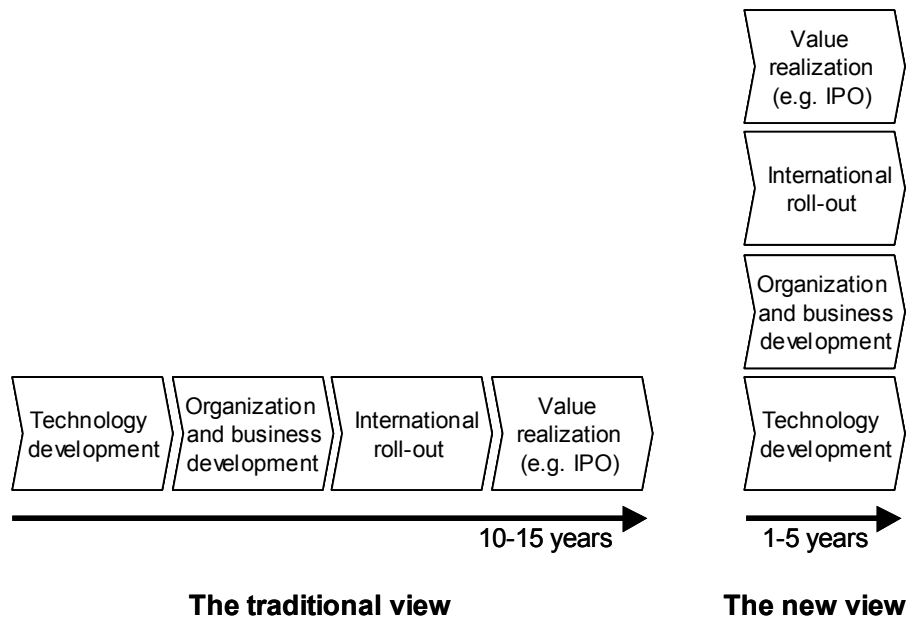 Value
realization
(e.g. IPO)
International
roll-out
Organization
and business
development
Technology
development
Organization
and business
development
International
roll-out
Value
realization
(e.g. IPO)
Technology
development
10-15 years
1-5 years
The traditional view
The new view